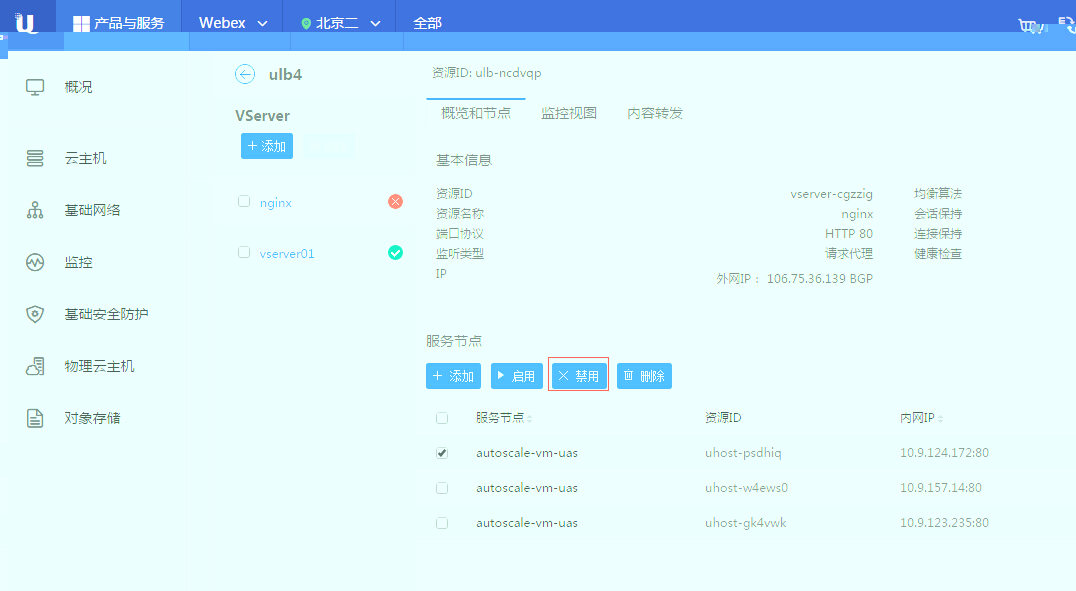 产品与服务 Webex 北京二 全部
概况
云主机
基础网络
监控
基础安全防护
物理云主机
对象存储
ulb4
VServer
+ 添加
nginx
vserver01
资源ID: ulb-ncdvqp
概览和节点 监控视图 内容转发
基本信息
资源ID vserver-cgzzig 均衡算法
资源名称 nginx 会话保持
端口协议 HTTP 80 连接保持
监听类型 请求代理 健康检查
IP 外网IP: 106.75.36.139 BGP
服务节点
+ 添加 启用 禁用 删除
服务节点 资源ID 内网IP
autoscale-vm-uas uhost-psdhiq 10.9.124.172:80
autoscale-vm-uas uhost-w4ews0 10.9.157.14:80
autoscale-vm-uas uhost-gk4vwk 10.9.123.235:80